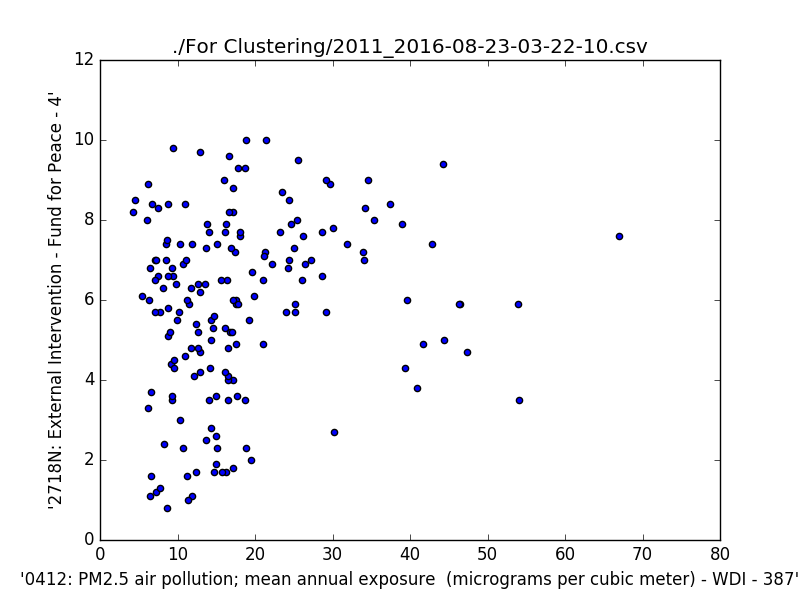 ./For Clustering/2011_2016-08-23-03-22-10.csv
12
10
8
6
4
2
0
'2718N: External Intervention - Fund for Peace - 4'
0 10 20 30 40 50 60 70 80
'0412: PM2.5 air pollution; mean annual exposure  (micrograms per cubic meter) - WDI - 387'